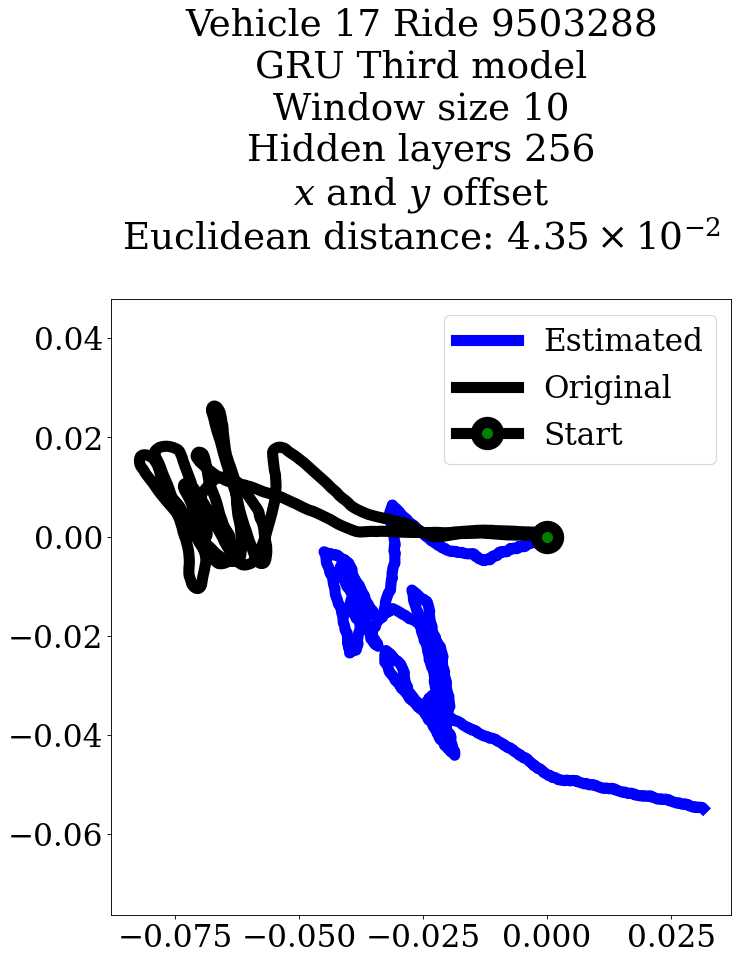 Vehicle 17 Ride 9503288
GRU Third model
Window size 10
Hidden layers 256
x and y offset
Euclidean distance: 4.35 × 10⁻²
Estimated
Original
Start
0.04
0.02
0.00
−0.02
−0.04
−0.06
−0.075 −0.050 −0.025 0.000 0.025